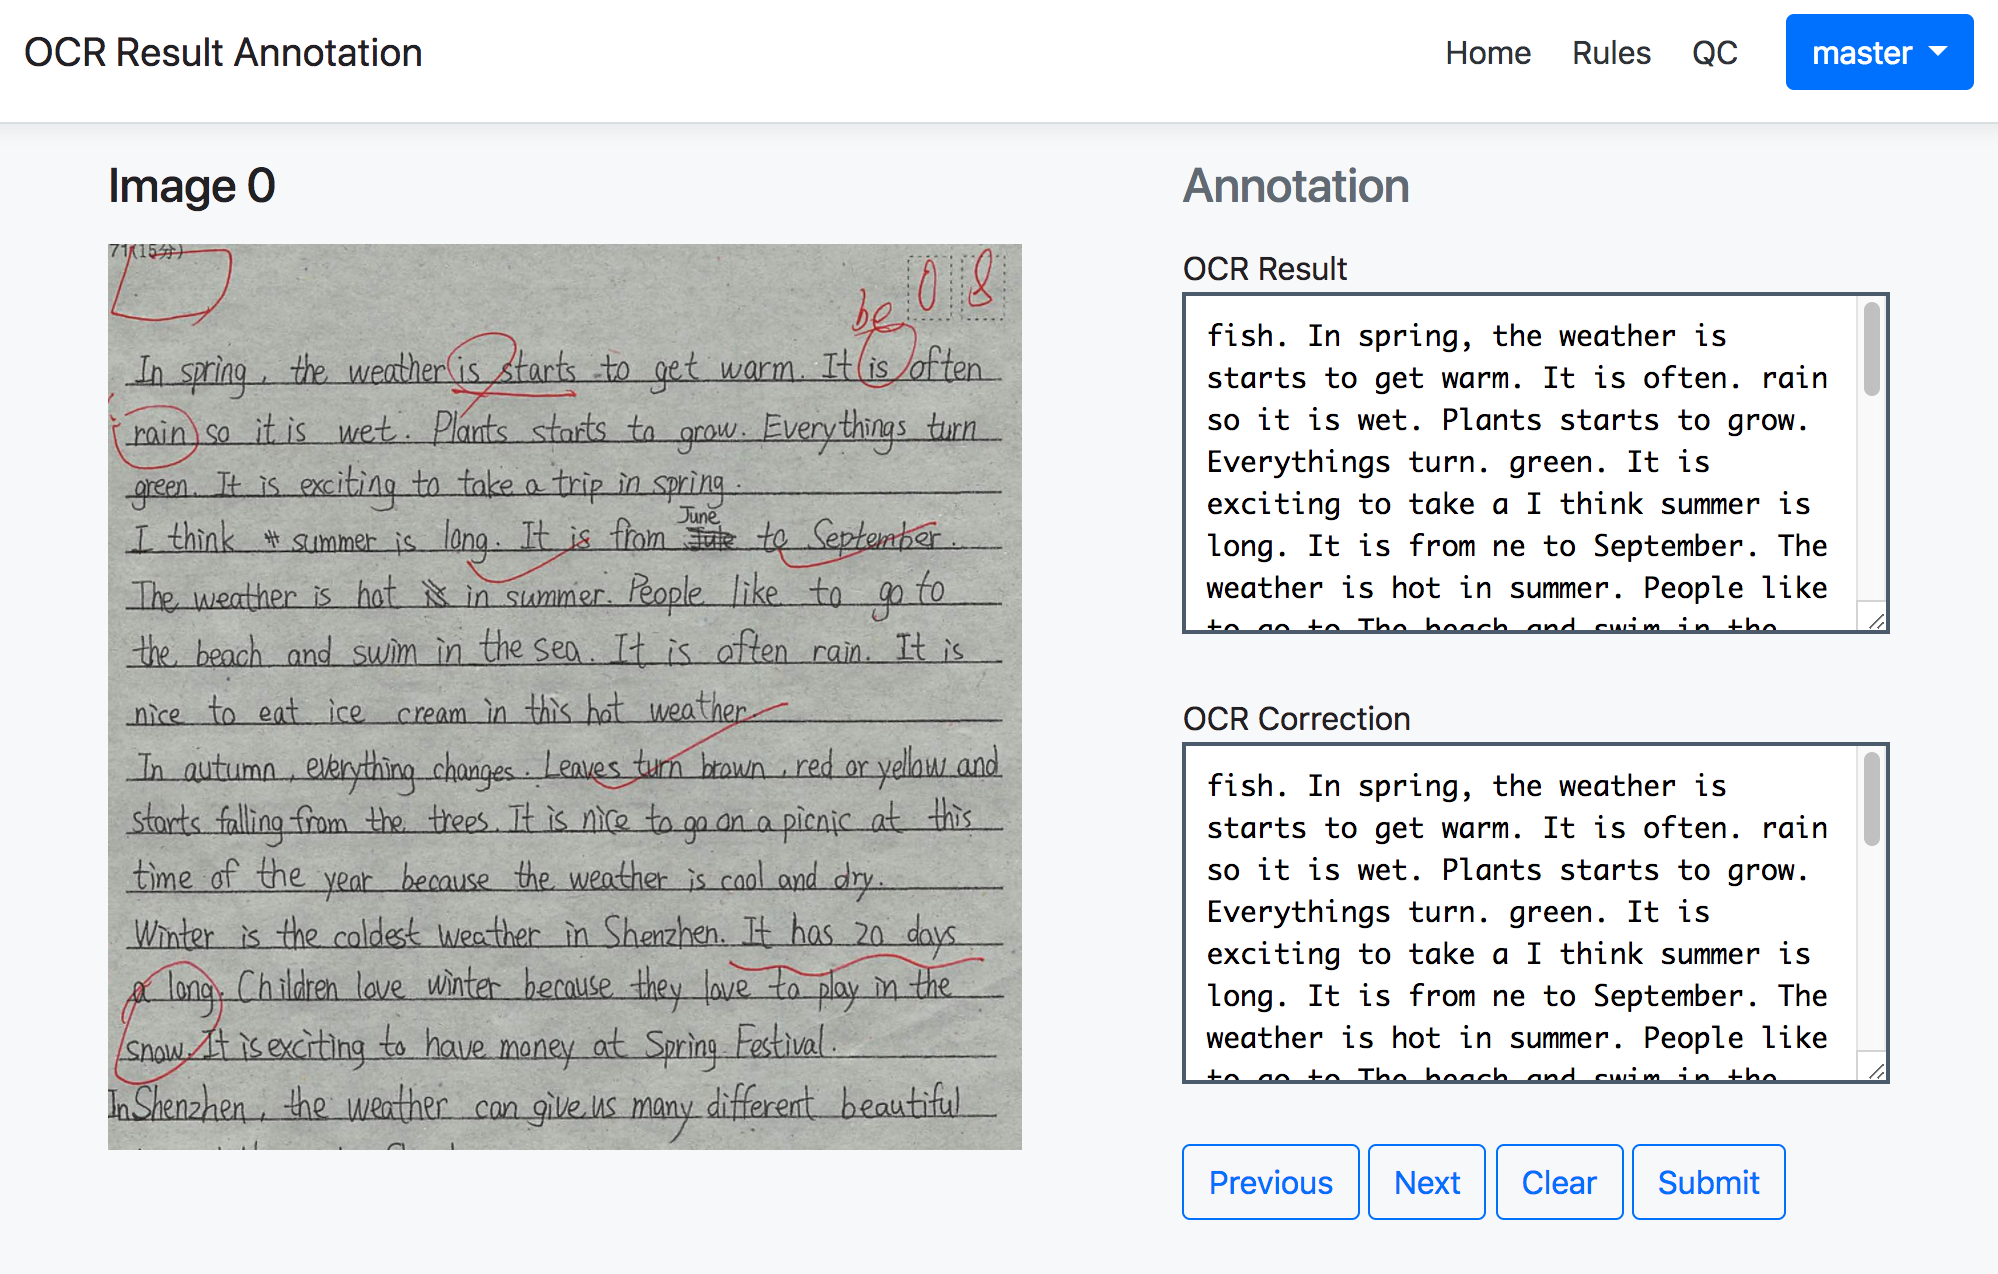 OCR Result Annotation
Home Rules QC master
Image 0
71(15分)
be 0 8
In spring, the weather is starts to get warm. It is often
rain so it is wet. Plants starts to grow. Everythings turn
green. It is exciting to take a trip in spring.
June
I think summer is long. It is from to September.
The weather is hot in summer. People like to go to
the beach and swim in the sea. It is often rain. It is
nice to eat ice cream in this hot weather.
In autumn, everything changes. Leaves turn brown, red or yellow and
starts falling from the trees. It is nice to go on a picnic at this
time of the year because the weather is cool and dry.
Winter is the coldest weather in Shenzhen. It has 20 days
a long. Children love winter because they love to play in the
snow. It is exciting to have money at Spring Festival.
In Shenzhen, the weather can give us many different beautiful
Annotation
OCR Result
fish. In spring, the weather is
starts to get warm. It is often. rain
so it is wet. Plants starts to grow.
Everythings turn. green. It is
exciting to take a I think summer is
long. It is from ne to September. The
weather is hot in summer. People like
to go to The beach and swim in the
OCR Correction
fish. In spring, the weather is
starts to get warm. It is often. rain
so it is wet. Plants starts to grow.
Everythings turn. green. It is
exciting to take a I think summer is
long. It is from ne to September. The
weather is hot in summer. People like
to go to The beach and swim in the
Previous Next Clear Submit